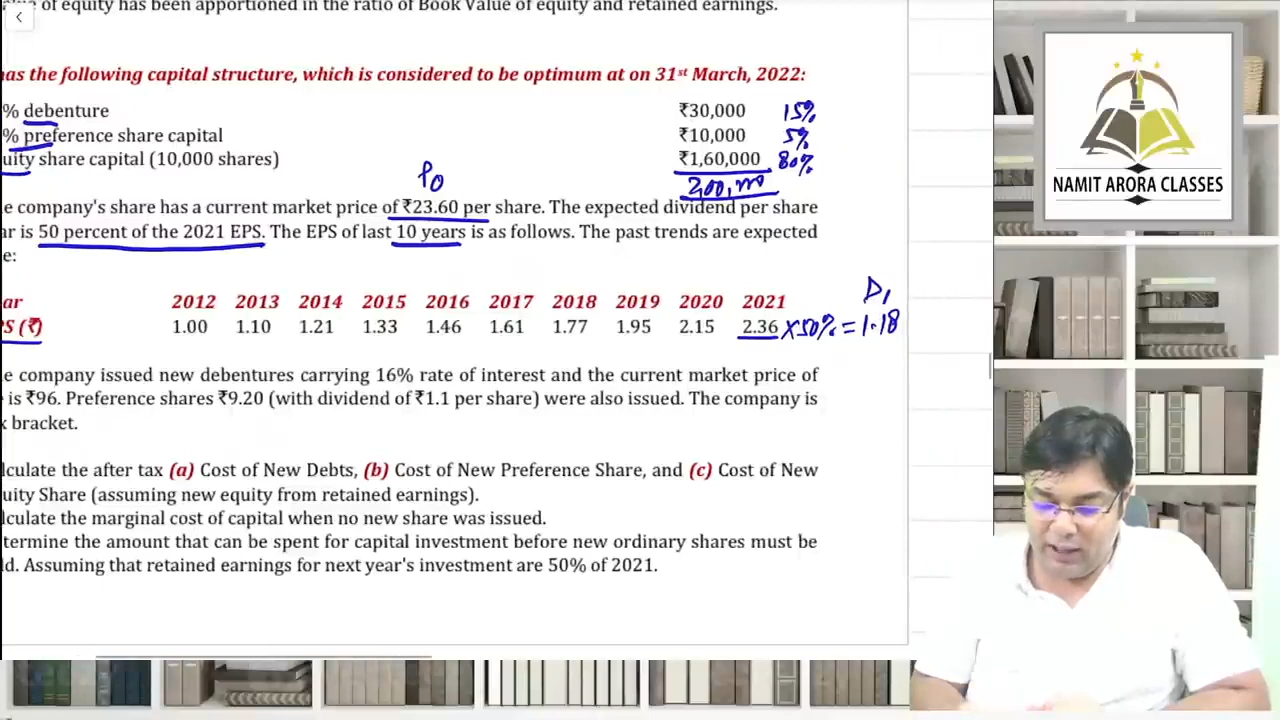 of equity has been apportioned in the ratio of Book Value of equity and retained earnings.
as the following capital structure, which is considered to be optimum at on 31st March, 2022:
% debenture ₹30,000 15%
% preference share capital ₹10,000 5%
uity share capital (10,000 shares) ₹1,60,000 80%
P0 2,00,000
e company's share has a current market price of ₹23.60 per share. The expected dividend per share
ar is 50 percent of the 2021 EPS. The EPS of last 10 years is as follows. The past trends are expected
e:
D1
ar 2012 2013 2014 2015 2016 2017 2018 2019 2020 2021
PS (₹) 1.00 1.10 1.21 1.33 1.46 1.61 1.77 1.95 2.15 2.36 x50% = 1.18
e company issued new debentures carrying 16% rate of interest and the current market price of
is ₹96. Preference shares ₹9.20 (with dividend of ₹1.1 per share) were also issued. The company is
x bracket.
lculate the after tax (a) Cost of New Debts, (b) Cost of New Preference Share, and (c) Cost of New
uity Share (assuming new equity from retained earnings).
lculate the marginal cost of capital when no new share was issued.
termine the amount that can be spent for capital investment before new ordinary shares must be
ld. Assuming that retained earnings for next year's investment are 50% of 2021.
NAMIT ARORA CLASSES